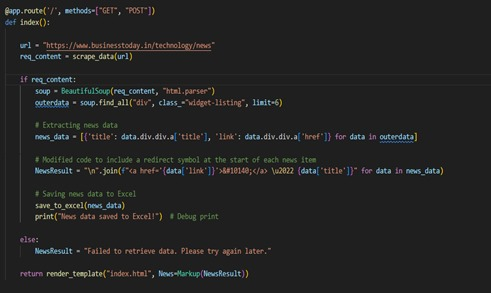 @app.route('/', methods=["GET", "POST"])
def index():
    url = "https://www.businesstoday.in/technology/news"
    req_content = scrape_data(url)
    if req_content:
        soup = BeautifulSoup(req_content, "html.parser")
        outerdata = soup.find_all("div", class_="widget-listing", limit=6)
        # Extracting news data
        news_data = [{'title': data.div.div.a['title'], 'link': data.div.div.a['href']} for data in outerdata]
        # Modified code to include a redirect symbol at the start of each news item
        NewsResult = "\n".join(f"<a href='{data['link']}'>&#10140;</a> \u2022 {data['title']}" for data in news_data)
        # Saving news data to Excel
        save_to_excel(news_data)
        print("News data saved to Excel!")  # Debug print
    else:
        NewsResult = "Failed to retrieve data. Please try again later."
    return render_template("index.html", News=Markup(NewsResult))